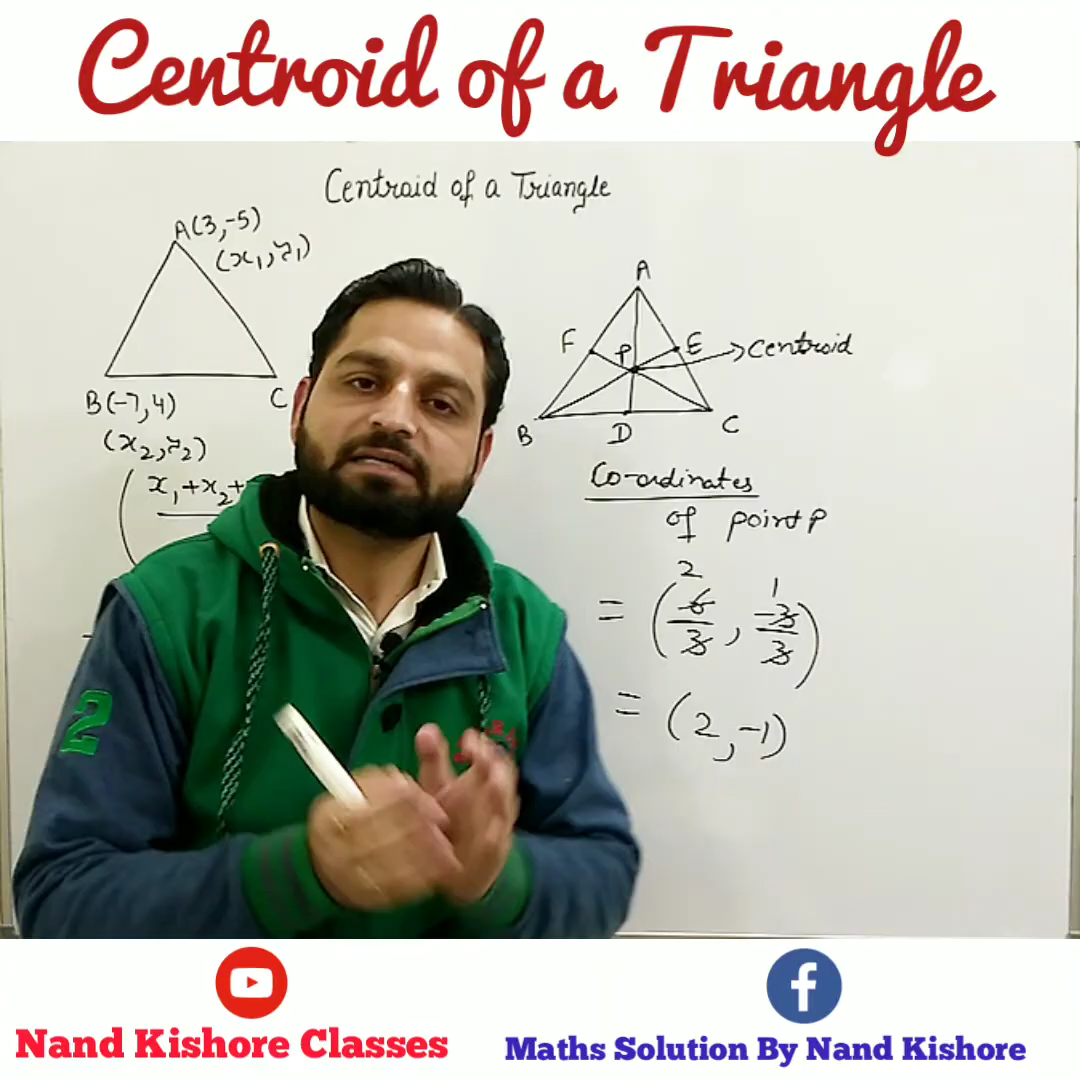 Centroid of a Triangle
Centroid of a Triangle
A(3,-5)
(x₁,y₁)
B(-7,4)
C
(x₂,y₂)
(x₁+x₂+
A
F
P
E
→centroid
B
D
C
Co-ordinates
of point P
2 1
= (6/3, -3/3)
= (2,-1)
2
Nand Kishore Classes
Maths Solution By Nand Kishore